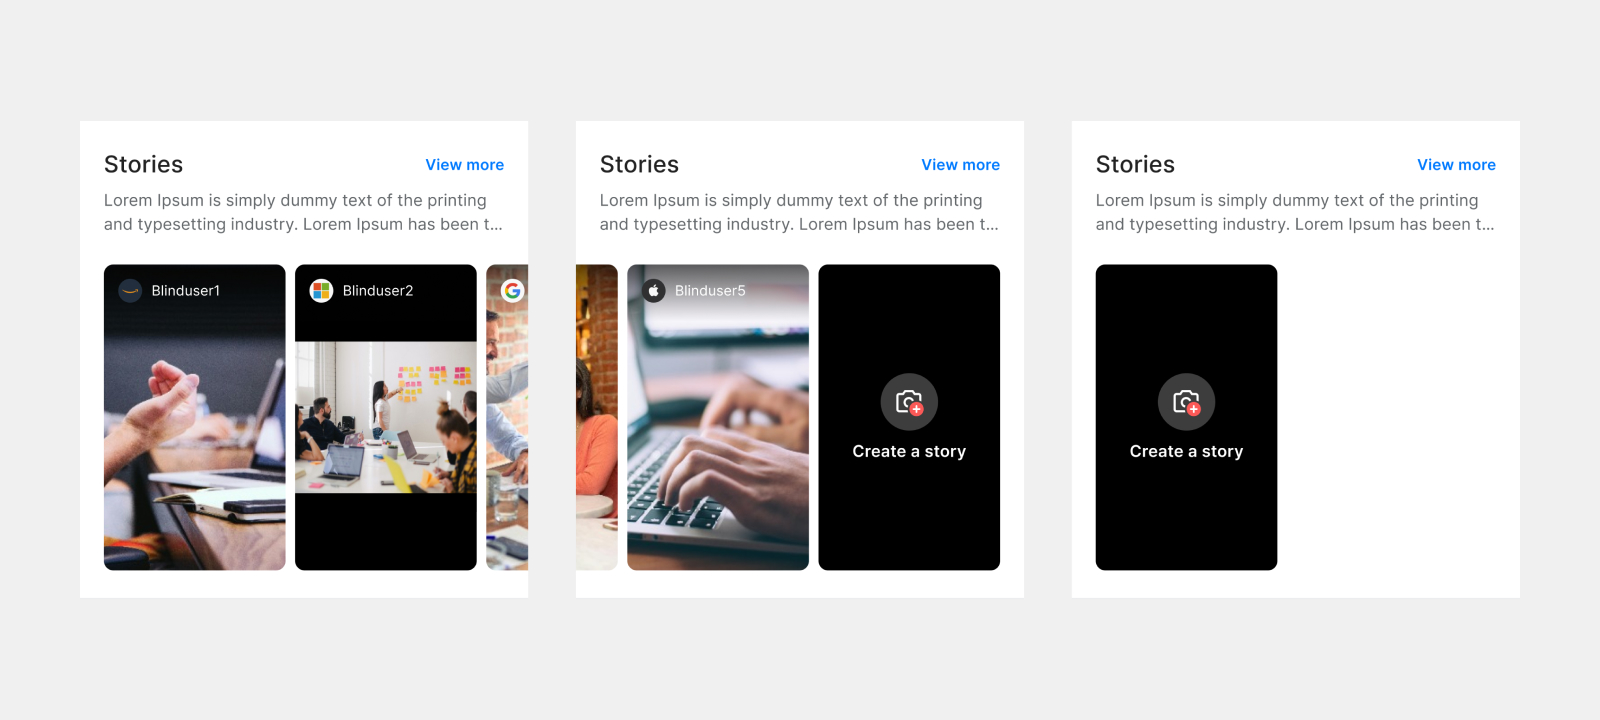 Stories
View more
Lorem Ipsum is simply dummy text of the printing
and typesetting industry. Lorem Ipsum has been t...
Blinduser1
Blinduser2
Stories
View more
Lorem Ipsum is simply dummy text of the printing
and typesetting industry. Lorem Ipsum has been t...
Blinduser5
Create a story
Stories
View more
Lorem Ipsum is simply dummy text of the printing
and typesetting industry. Lorem Ipsum has been t...
Create a story